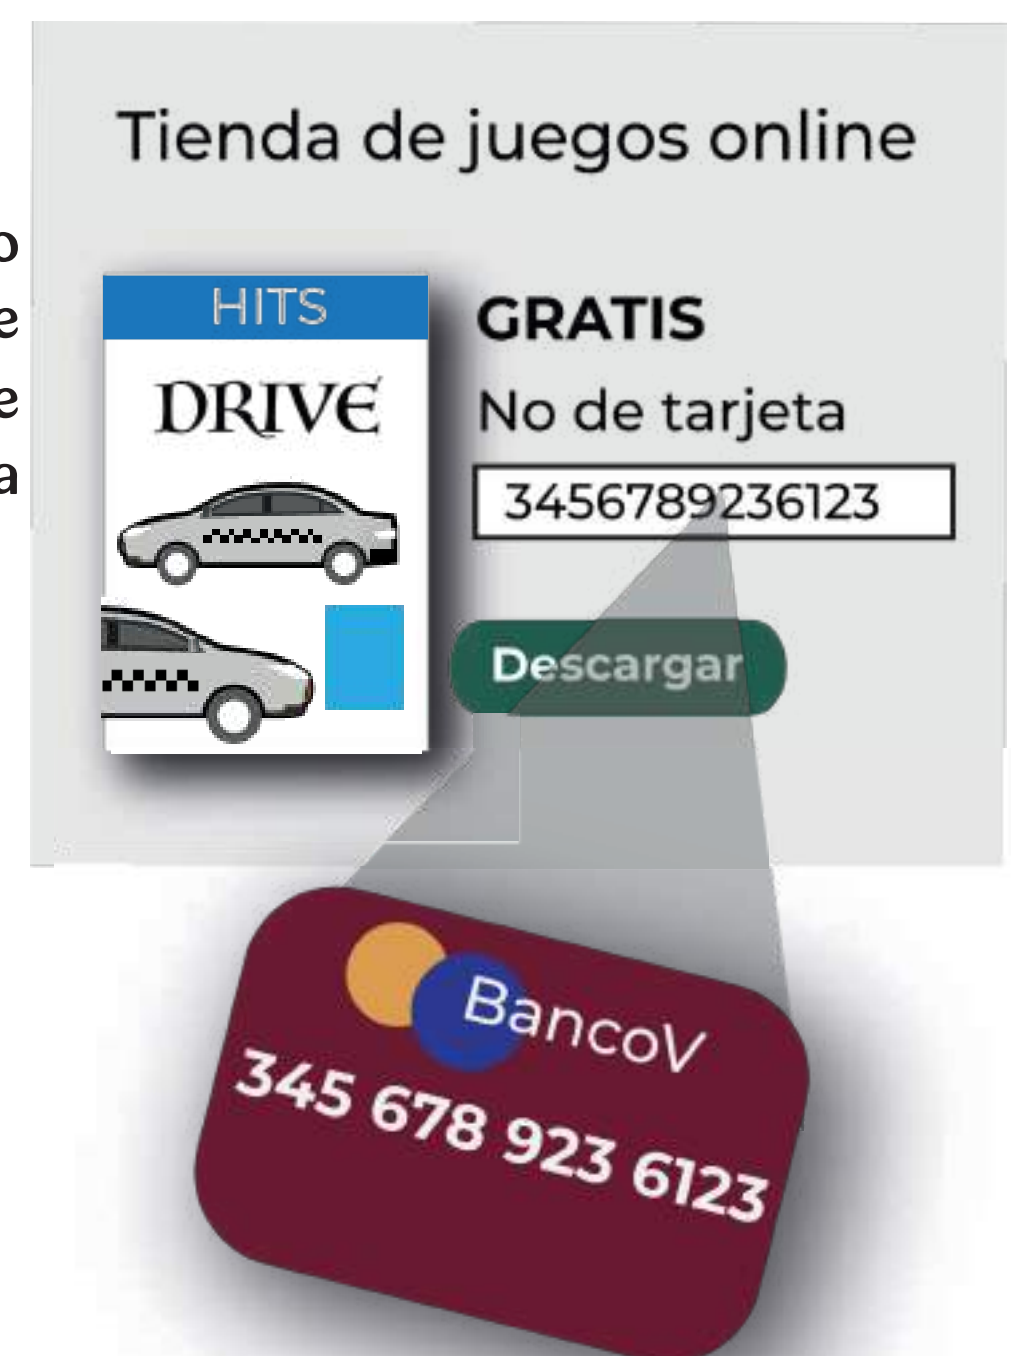 Tienda de juegos online
o
e
e
a
HITS
DRIVE
GRATIS
No de tarjeta
3456789236123
Descargar
BancoV
345 678 923 6123